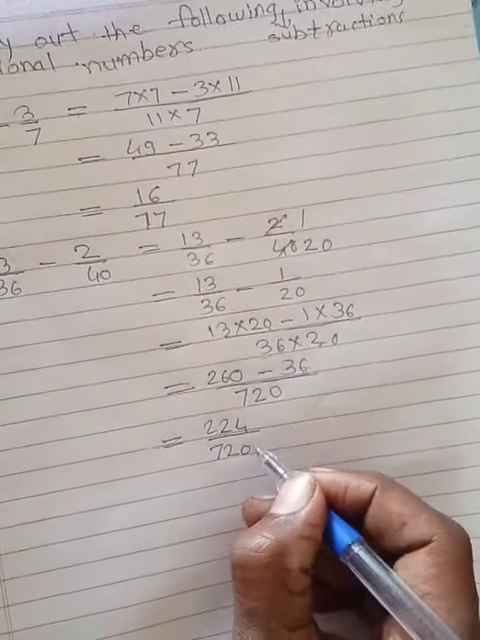 y out the following involvi
ional numbers subtractions
- 3/7 = 7×7 - 3×11 / 11×7
= 49 - 33 / 77
= 16/77
3/36 - 2/40 = 13/36 - 2 1/40 20
= 13/36 - 1/20
= 13×20 - 1×36 / 36×20
= 260 - 36 / 720
= 224/720